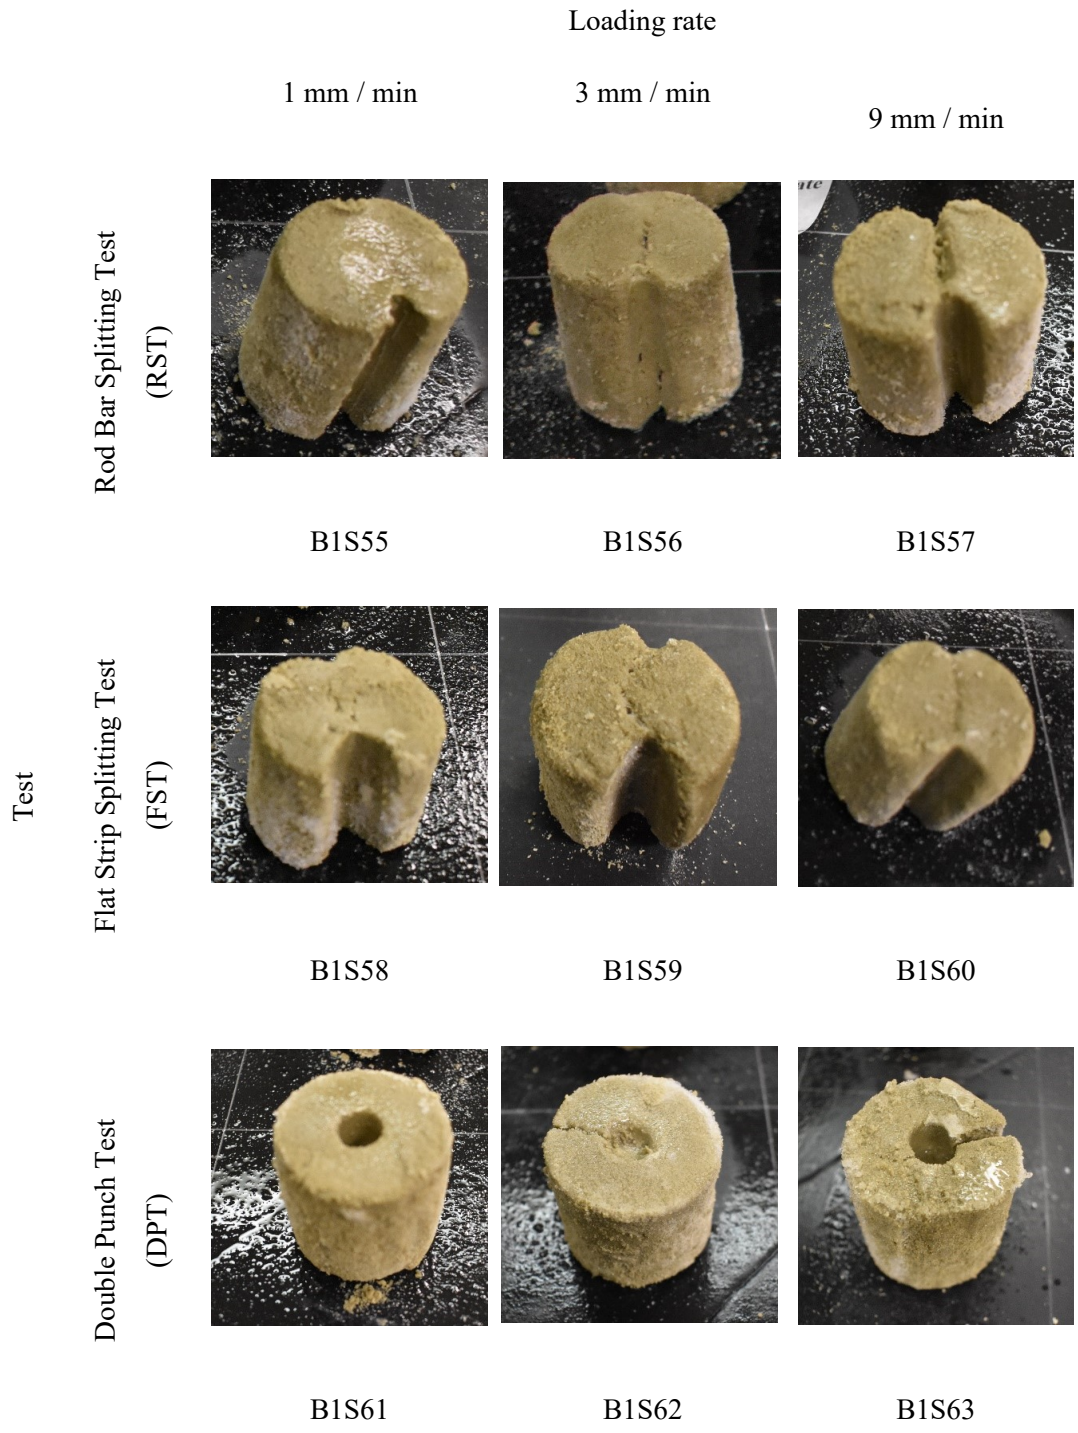 Loading rate
1 mm / min
3 mm / min
9 mm / min
Test
Rod Bar Splitting Test
(RST)
B1S55
B1S56
B1S57
Flat Strip Splitting Test
(FST)
B1S58
B1S59
B1S60
Double Punch Test
(DPT)
B1S61
B1S62
B1S63